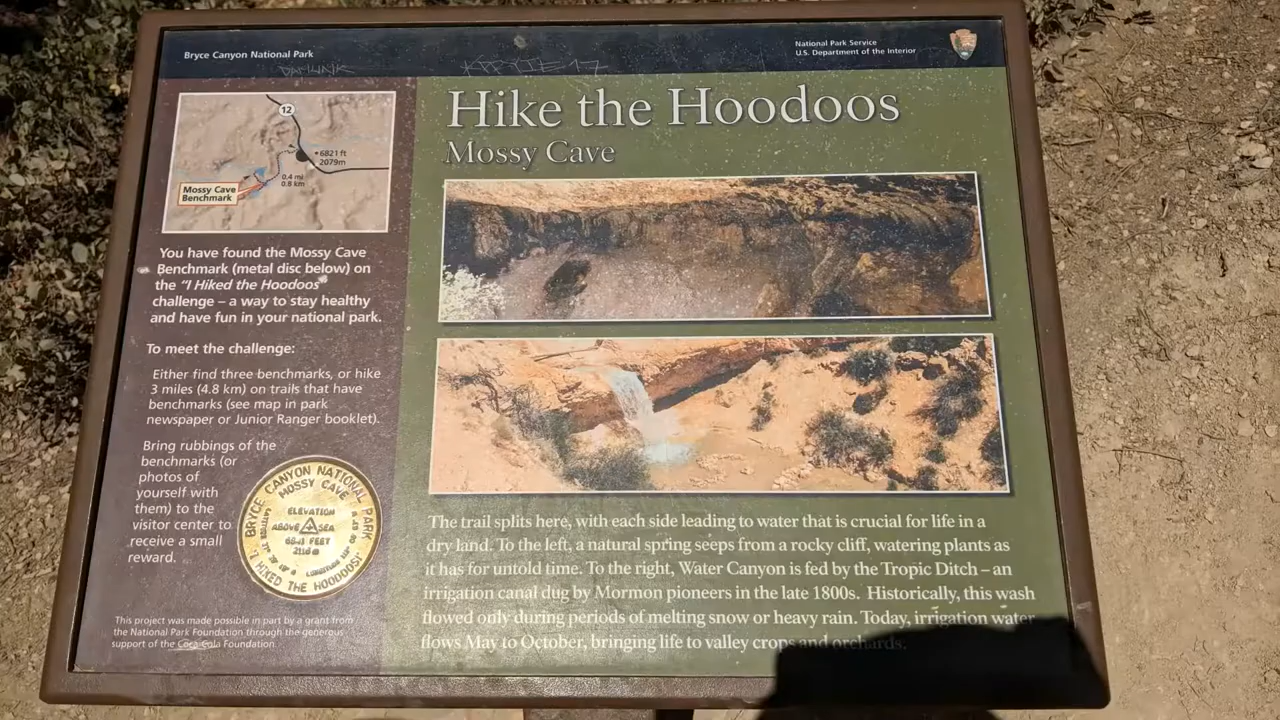 Bryce Canyon National Park
National Park Service
U.S. Department of the Interior
12
6821 ft
2079m
0.4 mi
0.8 km
Mossy Cave
Benchmark
You have found the Mossy Cave
Benchmark (metal disc below) on
the "I Hiked the Hoodoos"
challenge – a way to stay healthy
and have fun in your national park.
To meet the challenge:
Either find three benchmarks, or hike
3 miles (4.8 km) on trails that have
benchmarks (see map in park
newspaper or Junior Ranger booklet).
Bring rubbings of the
benchmarks (or
photos of
yourself with
them) to the
visitor center to
receive a small
reward.
BRYCE CANYON NATIONAL PARK
MOSSY CAVE
ELEVATION
ABOVE SEA
FEET
I HIKED THE HOODOOS!
This project was made possible in part by a grant from
the National Park Foundation through the generous
support of the Coca-Cola Foundation.
Hike the Hoodoos
Mossy Cave
The trail splits here, with each side leading to water that is crucial for life in a
dry land. To the left, a natural spring seeps from a rocky cliff, watering plants as
it has for untold time. To the right, Water Canyon is fed by the Tropic Ditch – an
irrigation canal dug by Mormon pioneers in the late 1800s. Historically, this wash
flowed only during periods of melting snow or heavy rain. Today, irrigation water
flows May to October, bringing life to valley crops and orchards.